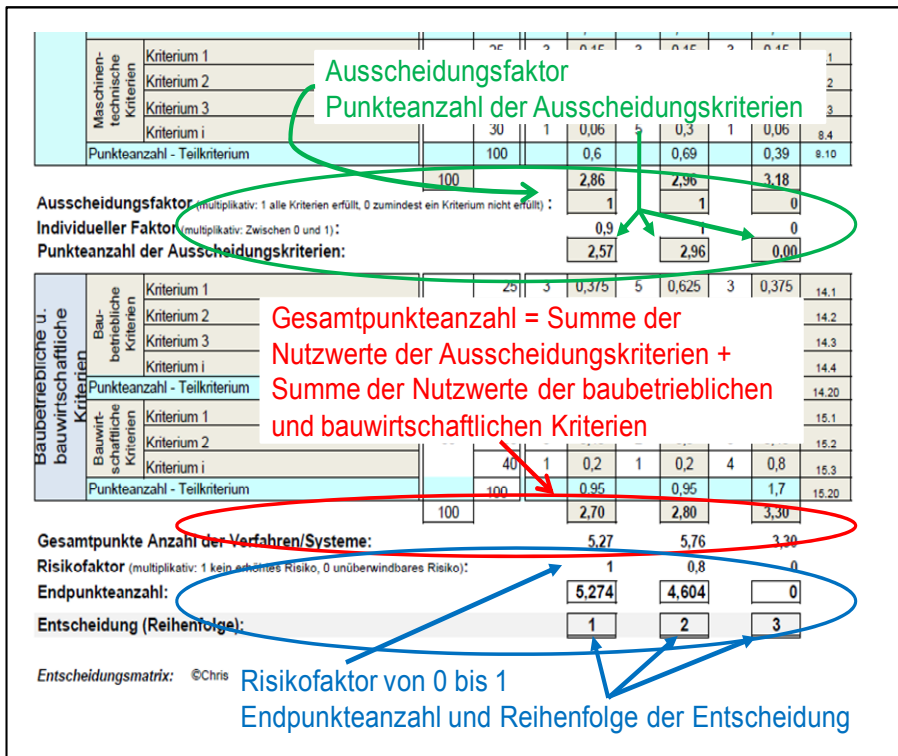 Maschinen-
technische
Kriterien
Kriterium 1 25 3 0,15 3 0,15 3 0,15
Kriterium 2
Kriterium 3
Kriterium i 30 1 0,06 5 0,3 1 0,06 8.4
Punkteanzahl - Teilkriterium 100 0,6 0,69 0,39 8.10
Ausscheidungsfaktor
Punkteanzahl der Ausscheidungskriterien
100 2,86 2,96 3,18
Ausscheidungsfaktor (multiplikativ: 1 alle Kriterien erfüllt, 0 zumindest ein Kriterium nicht erfüllt) : 1 1 0
Individueller Faktor (multiplikativ: Zwischen 0 und 1): 0,9 1 0
Punkteanzahl der Ausscheidungskriterien: 2,57 2,96 0,00
Baubetriebliche u.
bauwirtschaftliche
Kriterien
Bau-
betriebliche
Kriterien
Kriterium 1 25 3 0,375 5 0,625 3 0,375 14.1
Kriterium 2 14.2
Kriterium 3 14.3
Kriterium i 14.4
Punkteanzahl - Teilkriterium 14.20
Gesamtpunkteanzahl = Summe der
Nutzwerte der Ausscheidungskriterien +
Summe der Nutzwerte der baubetrieblichen
und bauwirtschaftlichen Kriterien
Bauwirt-
schaftliche
Kriterien
Kriterium 1 15.1
Kriterium 2 15.2
Kriterium i 40 1 0,2 1 0,2 4 0,8 15.3
Punkteanzahl - Teilkriterium 100 0,95 0,95 1,7 15.20
100 2,70 2,80 3,30
Gesamtpunkte Anzahl der Verfahren/Systeme: 5,27 5,76 3,30
Risikofaktor (multiplikativ: 1 kein erhöhtes Risiko, 0 unüberwindbares Risiko): 1 0,8 0
Endpunkteanzahl: 5,274 4,604 0
Entscheidung (Reihenfolge): 1 2 3
Entscheidungsmatrix: ©Chris
Risikofaktor von 0 bis 1
Endpunkteanzahl und Reihenfolge der Entscheidung